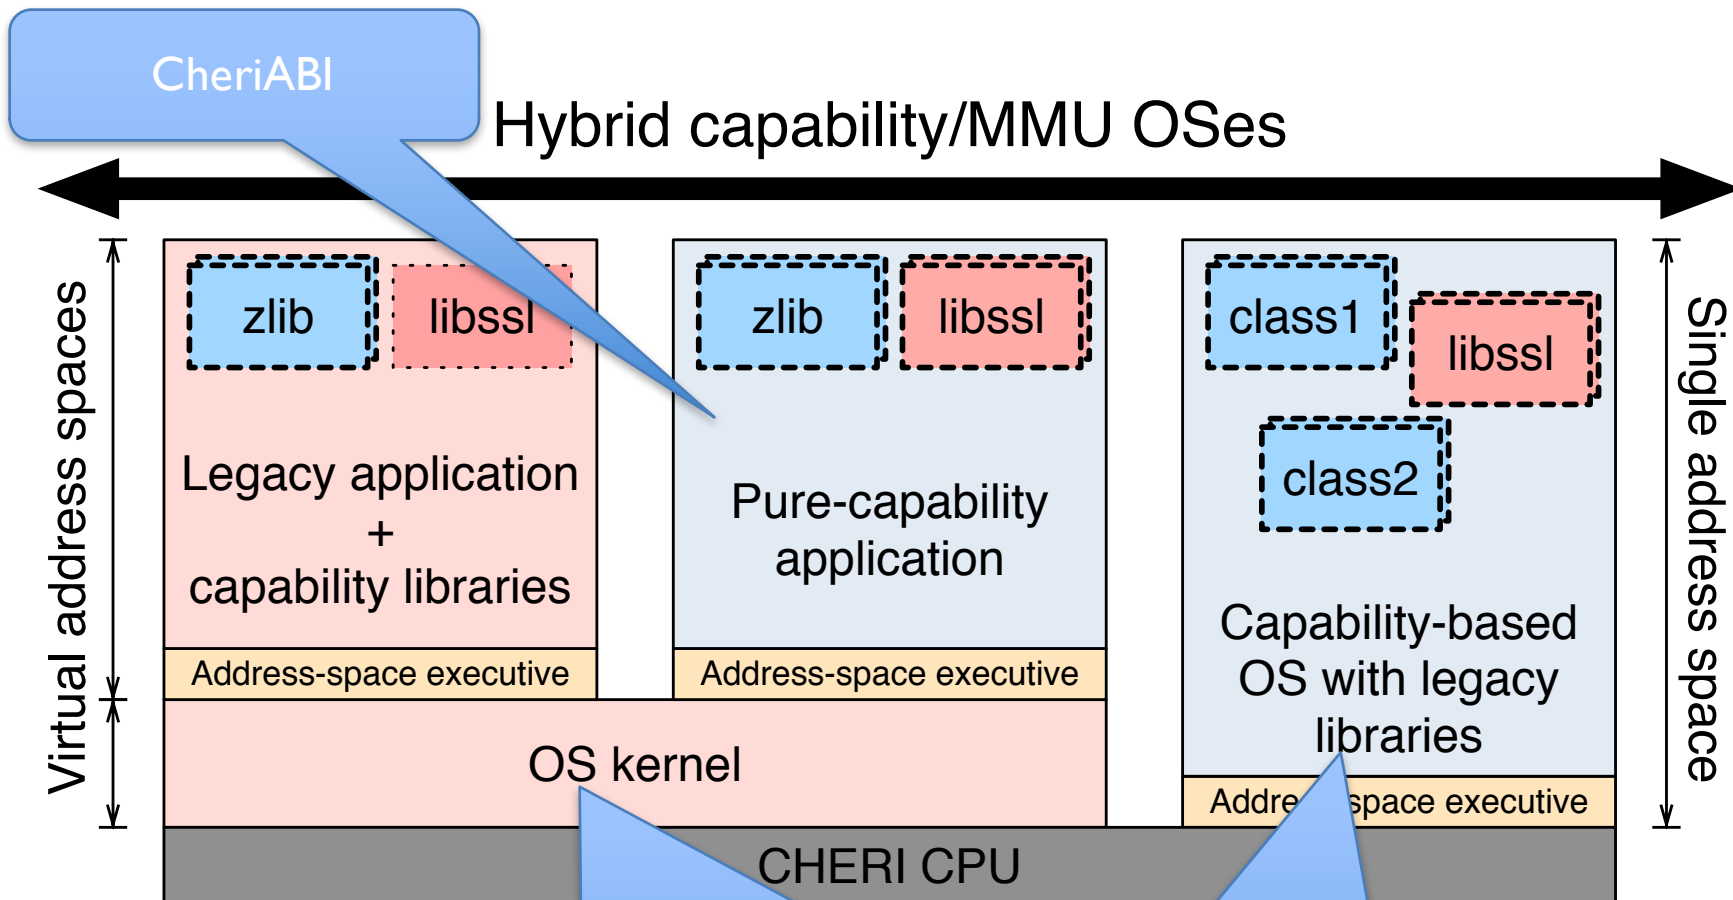 CheriABI
Hybrid capability/MMU OSes
Virtual address spaces
zlib
libssl
Legacy application
+
capability libraries
Address-space executive
zlib
libssl
Pure-capability
application
Address-space executive
OS kernel
class1
libssl
class2
Capability-based
OS with legacy
libraries
space executive
Single address space
CHERI CPU